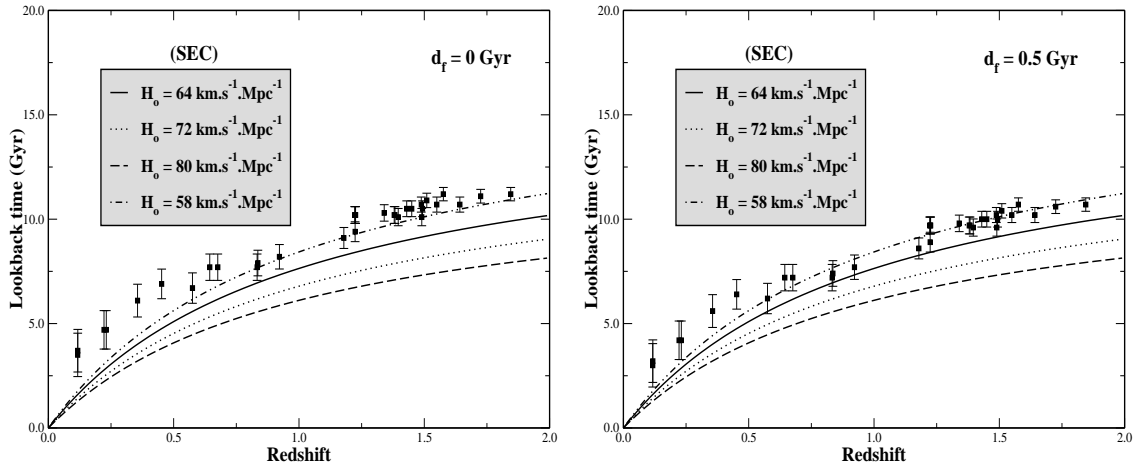 20.0
15.0
10.0
5.0
0.0
Lookback time (Gyr)
(SEC)
d_f = 0 Gyr
H_o = 64 km.s^-1.Mpc^-1
H_o = 72 km.s^-1.Mpc^-1
H_o = 80 km.s^-1.Mpc^-1
H_o = 58 km.s^-1.Mpc^-1
0.0 0.5 1.0 1.5 2.0
Redshift
20.0
15.0
10.0
5.0
0.0
Lookback time (Gyr)
(SEC)
d_f = 0.5 Gyr
H_o = 64 km.s^-1.Mpc^-1
H_o = 72 km.s^-1.Mpc^-1
H_o = 80 km.s^-1.Mpc^-1
H_o = 58 km.s^-1.Mpc^-1
0.0 0.5 1.0 1.5 2.0
Redshift